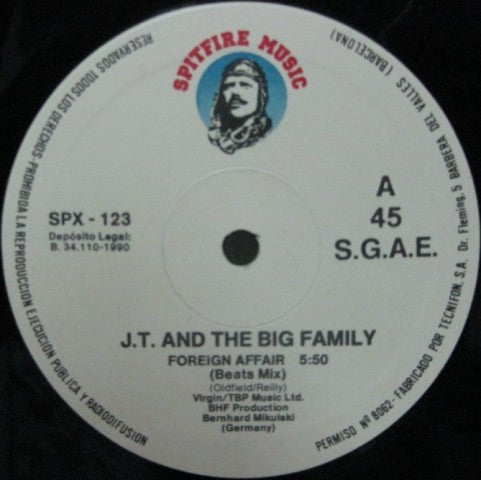 SPITFIRE MUSIC
A
45
S.G.A.E.
SPX - 123
Depósito Legal:
B. 34.110-1990
J.T. AND THE BIG FAMILY
FOREIGN AFFAIR 5:50
(Beats Mix)
(Oldfield/Reilly)
Virgin/TBP Music Ltd.
BHF Production
Bernhard Mikulski
(Germany)
RESERVADOS TODOS LOS DERECHOS-PROHIBIDA LA REPRODUCCION EJECUCION PUBLICA Y RADIODIFUSION
PERMISO Nº 8062-FABRICADO POR TECNIFON, S.A. Dr. Fleming, 5 BARBERA DEL VALLES (BARCELONA)